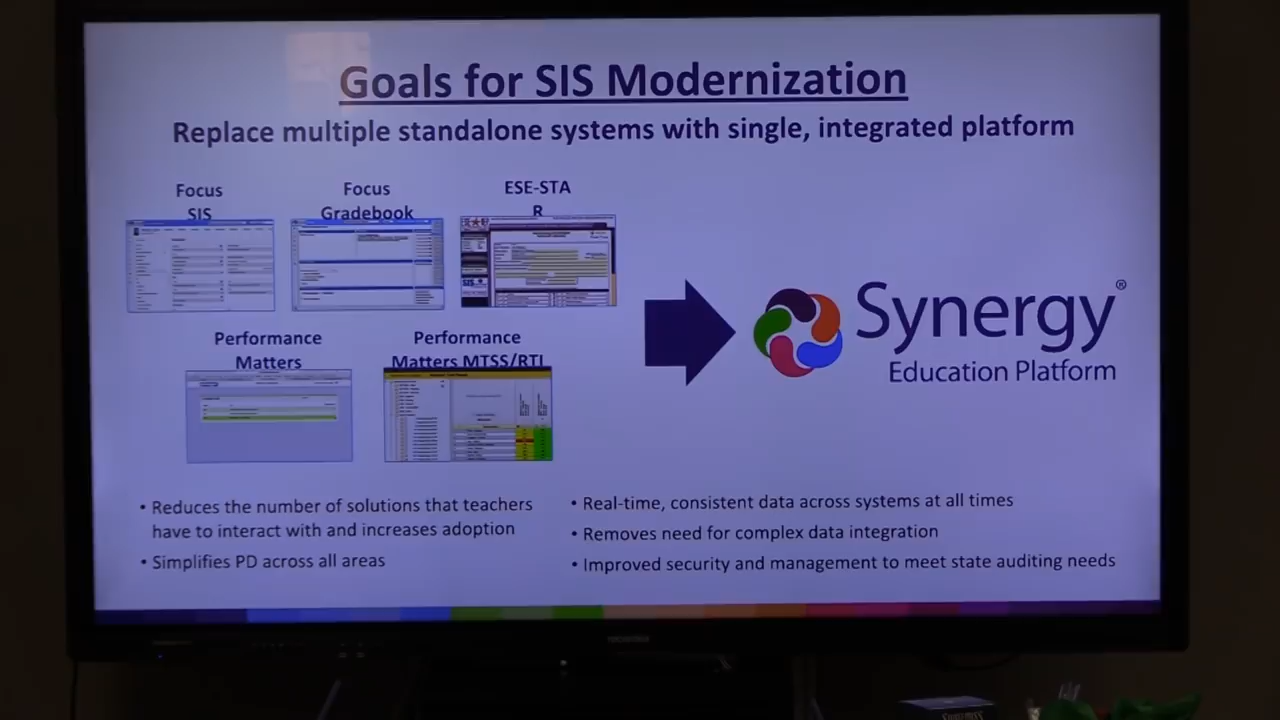 Goals for SIS Modernization
Replace multiple standalone systems with single, integrated platform
Focus
SIS
Focus
Gradebook
ESE-STA
R
Performance
Matters
Performance
Matters MTSS/RTI
Synergy®
Education Platform
• Reduces the number of solutions that teachers
have to interact with and increases adoption
• Simplifies PD across all areas
• Real-time, consistent data across systems at all times
• Removes need for complex data integration
• Improved security and management to meet state auditing needs
TOSHIBA